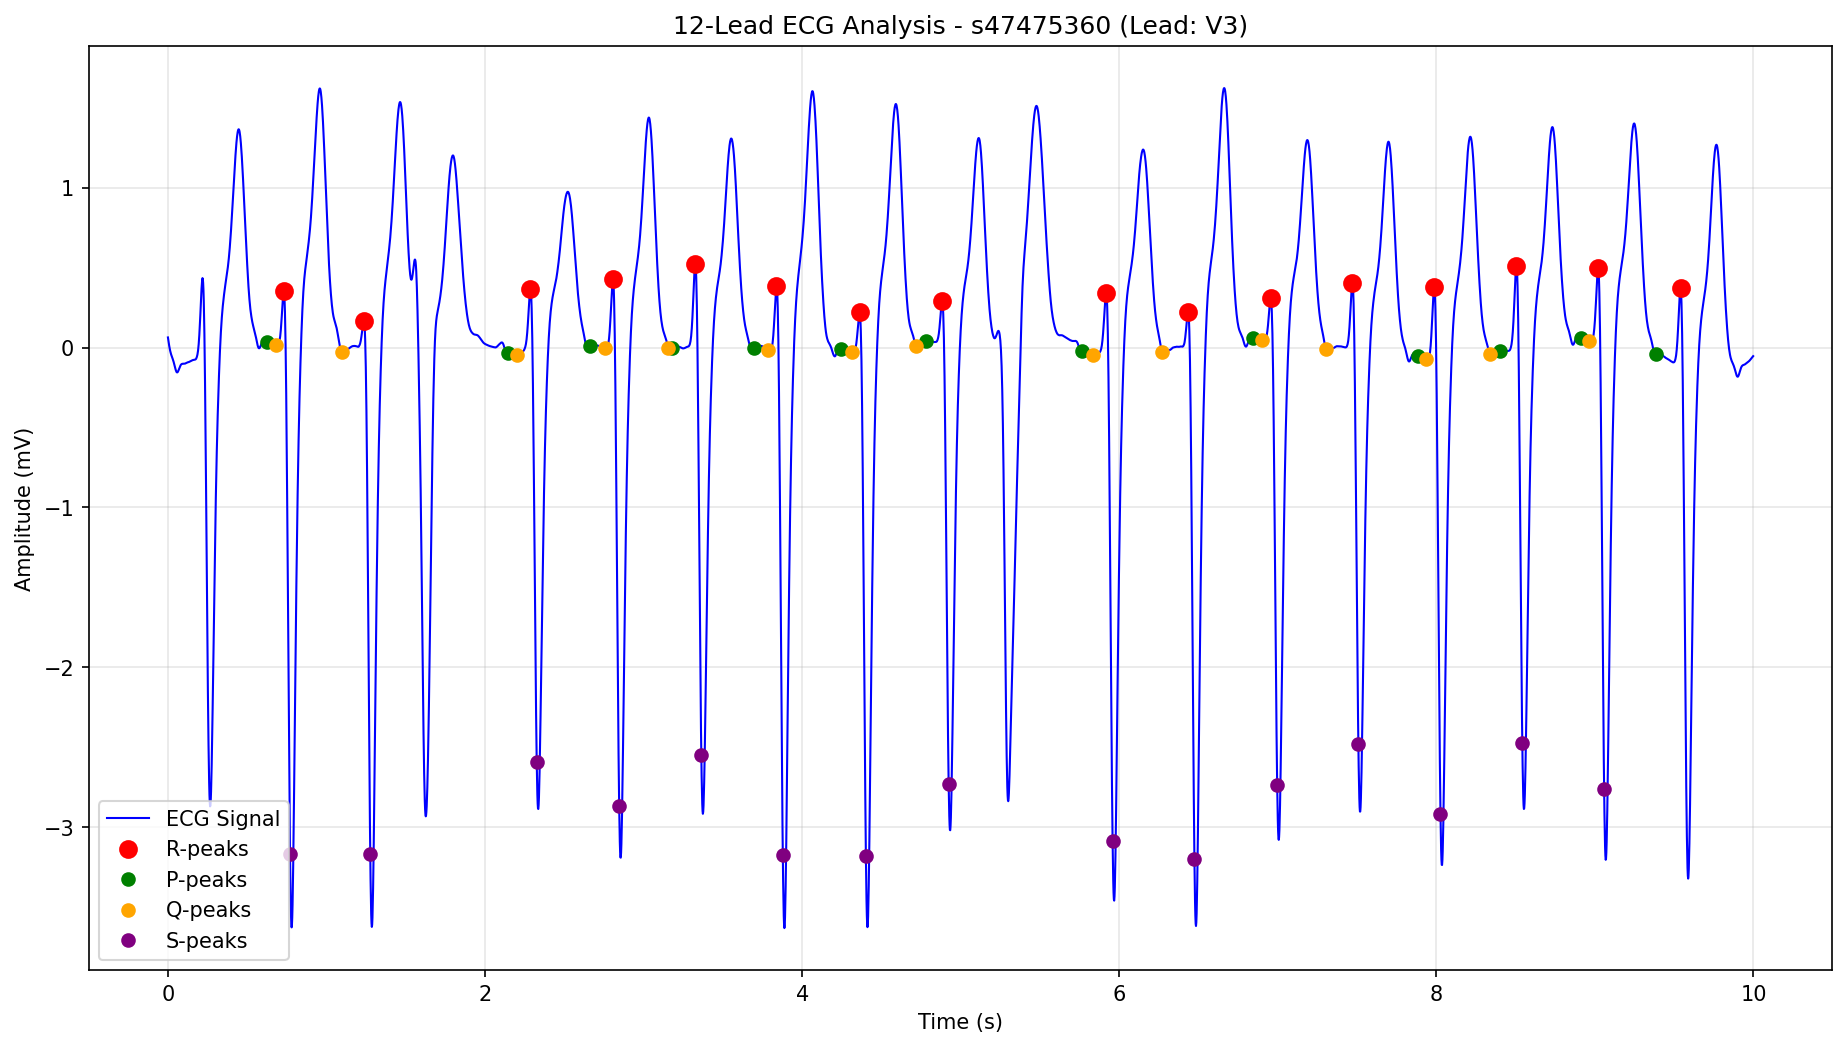 12-Lead ECG Analysis - s47475360 (Lead: V3)
Amplitude (mV)
1
0
−1
−2
−3
ECG Signal
R-peaks
P-peaks
Q-peaks
S-peaks
0 2 4 6 8 10
Time (s)